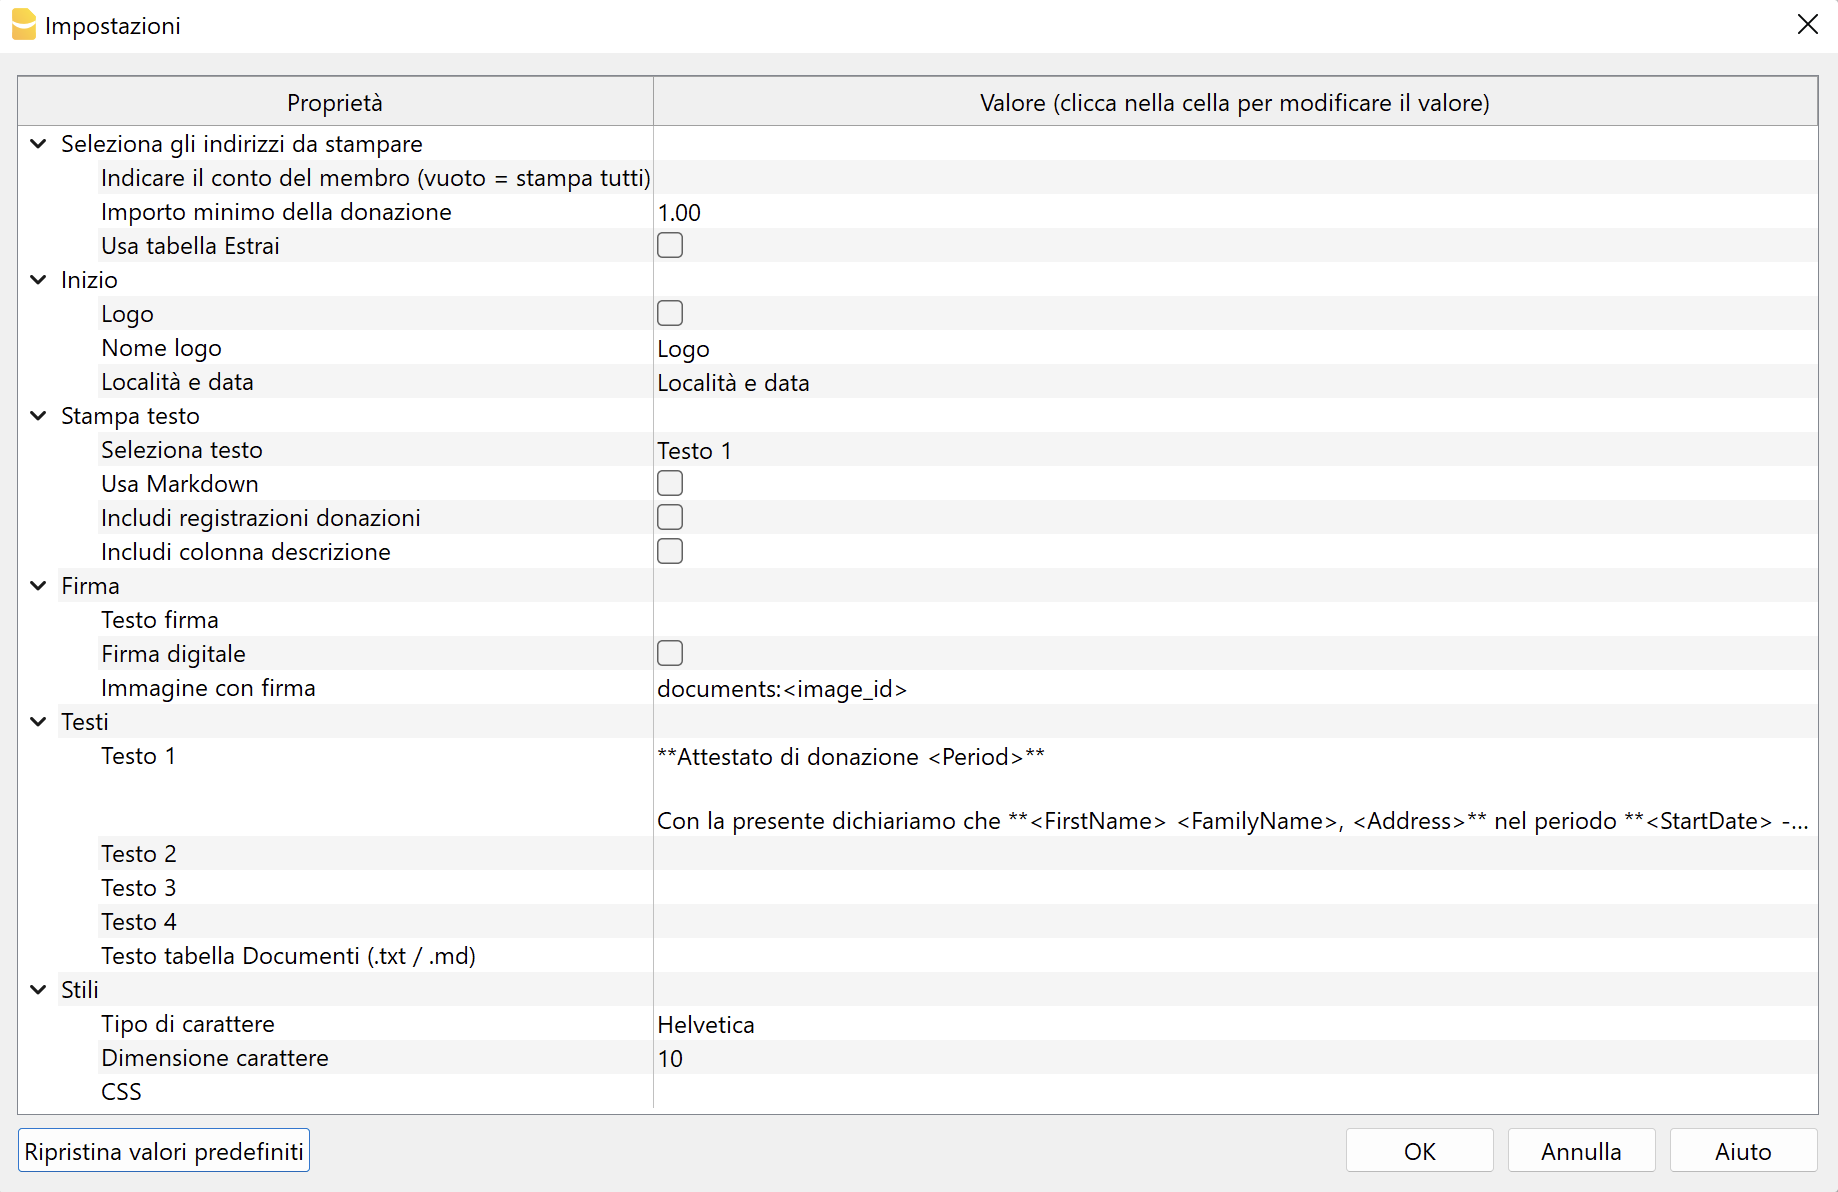 Impostazioni
Proprietà Valore (clicca nella cella per modificare il valore)
Seleziona gli indirizzi da stampare
Indicare il conto del membro (vuoto = stampa tutti)
Importo minimo della donazione 1.00
Usa tabella Estrai
Inizio
Logo
Nome logo Logo
Località e data Località e data
Stampa testo
Seleziona testo Testo 1
Usa Markdown
Includi registrazioni donazioni
Includi colonna descrizione
Firma
Testo firma
Firma digitale
Immagine con firma documents:<image_id>
Testi
Testo 1 **Attestato di donazione <Period>**
Con la presente dichiariamo che **<FirstName> <FamilyName>, <Address>** nel periodo **<StartDate> -...
Testo 2
Testo 3
Testo 4
Testo tabella Documenti (.txt / .md)
Stili
Tipo di carattere Helvetica
Dimensione carattere 10
CSS
Ripristina valori predefiniti OK Annulla Aiuto